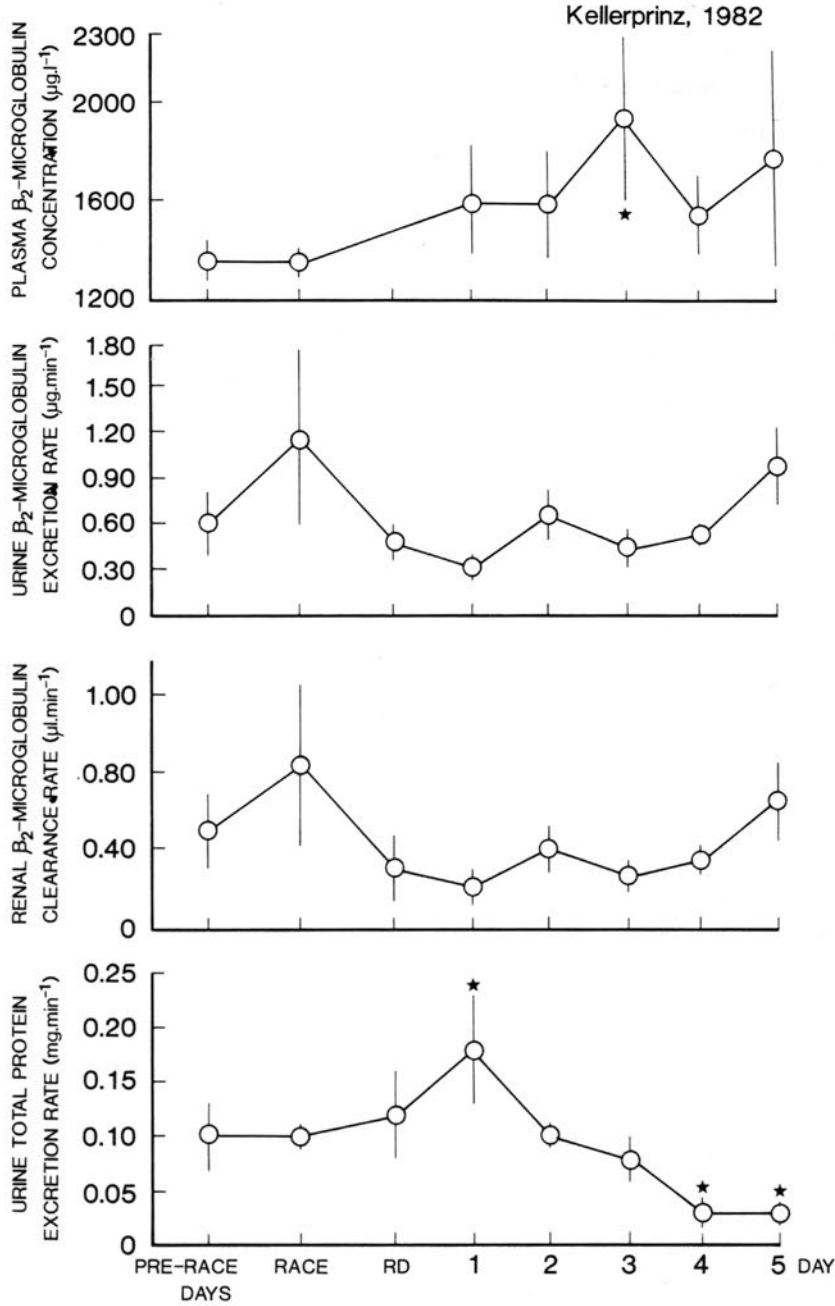 Kellerprinz, 1982
PLASMA β₂-MICROGLOBULIN
CONCENTRATION (µg.l⁻¹)
2300
2000
1600
1200
URINE β₂-MICROGLOBULIN
EXCRETION RATE (µg.min⁻¹)
1.80
1.50
1.20
0.90
0.60
0.30
0
RENAL β₂-MICROGLOBULIN
CLEARANCE RATE (µl.min⁻¹)
1.00
0.80
0.40
0
URINE TOTAL PROTEIN
EXCRETION RATE (mg.min⁻¹)
0.25
0.20
0.15
0.10
0.05
0
PRE-RACE RACE RD 1 2 3 4 5 DAY
DAYS